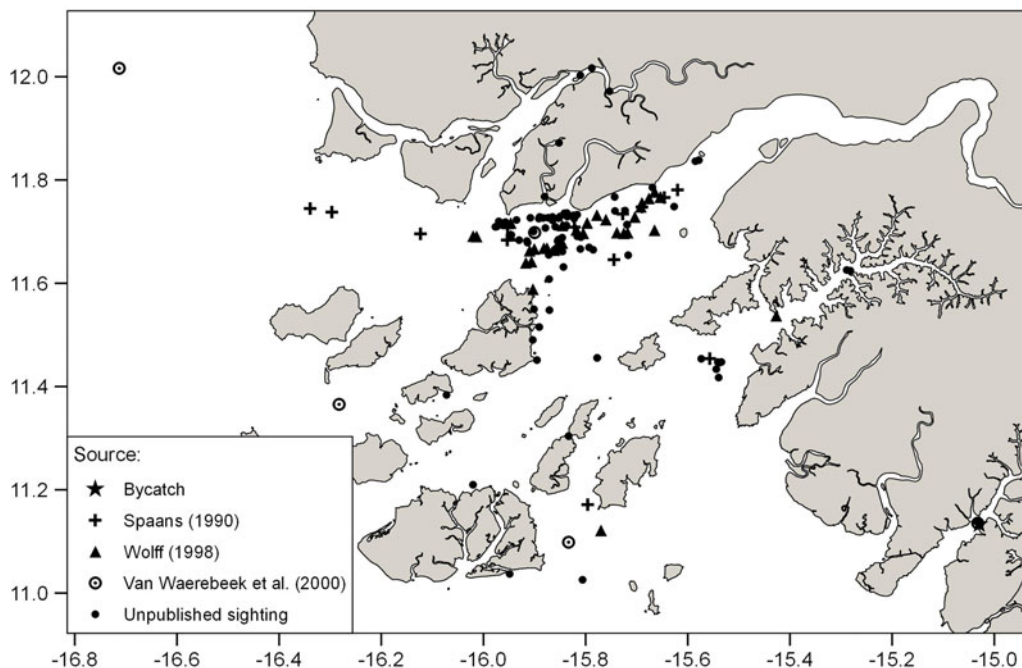 12.0
11.8
11.6
11.4
11.2
11.0
Source:
Bycatch
Spaans (1990)
Wolff (1998)
Van Waerebeek et al. (2000)
Unpublished sighting
-16.8 -16.6 -16.4 -16.2 -16.0 -15.8 -15.6 -15.4 -15.2 -15.0